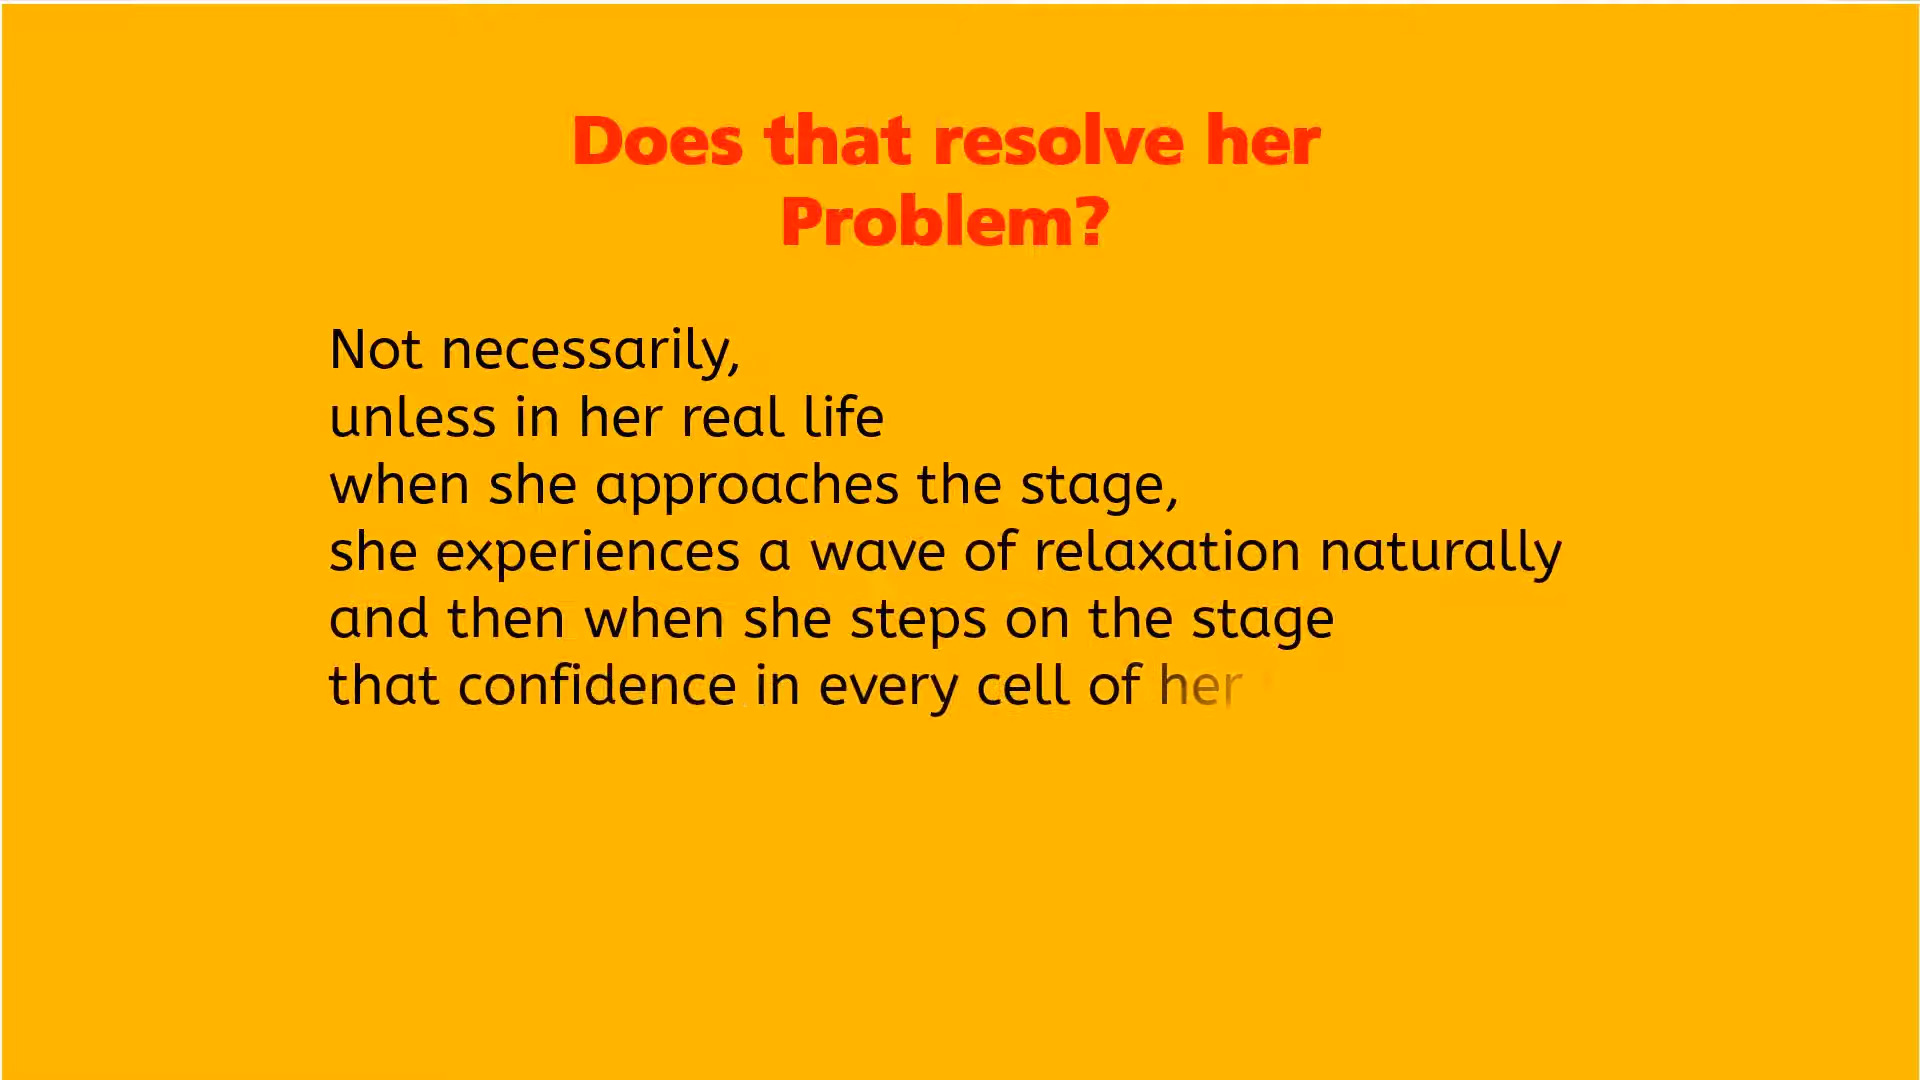 Does that resolve her
Problem?
Not necessarily,
unless in her real life
when she approaches the stage,
she experiences a wave of relaxation naturally
and then when she steps on the stage
that confidence in every cell of her